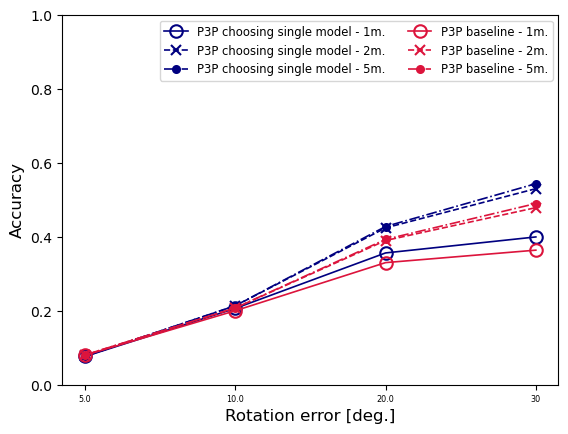 P3P choosing single model - 1m.
P3P choosing single model - 2m.
P3P choosing single model - 5m.
P3P baseline - 1m.
P3P baseline - 2m.
P3P baseline - 5m.
1.0
0.8
0.6
0.4
0.2
0.0
Accuracy
5.0 10.0 20.0 30
Rotation error [deg.]